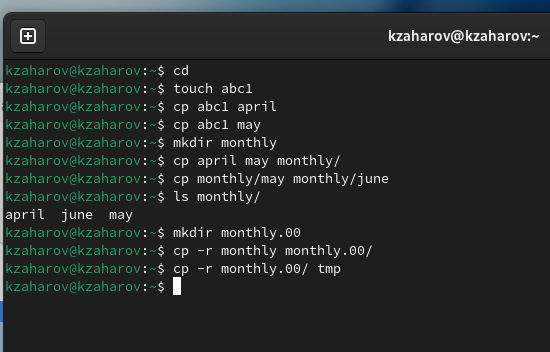 kzaharov@kzaharov:~
kzaharov@kzaharov:~$ cd
kzaharov@kzaharov:~$ touch abc1
kzaharov@kzaharov:~$ cp abc1 april
kzaharov@kzaharov:~$ cp abc1 may
kzaharov@kzaharov:~$ mkdir monthly
kzaharov@kzaharov:~$ cp april may monthly/
kzaharov@kzaharov:~$ cp monthly/may monthly/june
kzaharov@kzaharov:~$ ls monthly/
april  june  may
kzaharov@kzaharov:~$ mkdir monthly.00
kzaharov@kzaharov:~$ cp -r monthly monthly.00/
kzaharov@kzaharov:~$ cp -r monthly.00/ tmp
kzaharov@kzaharov:~$